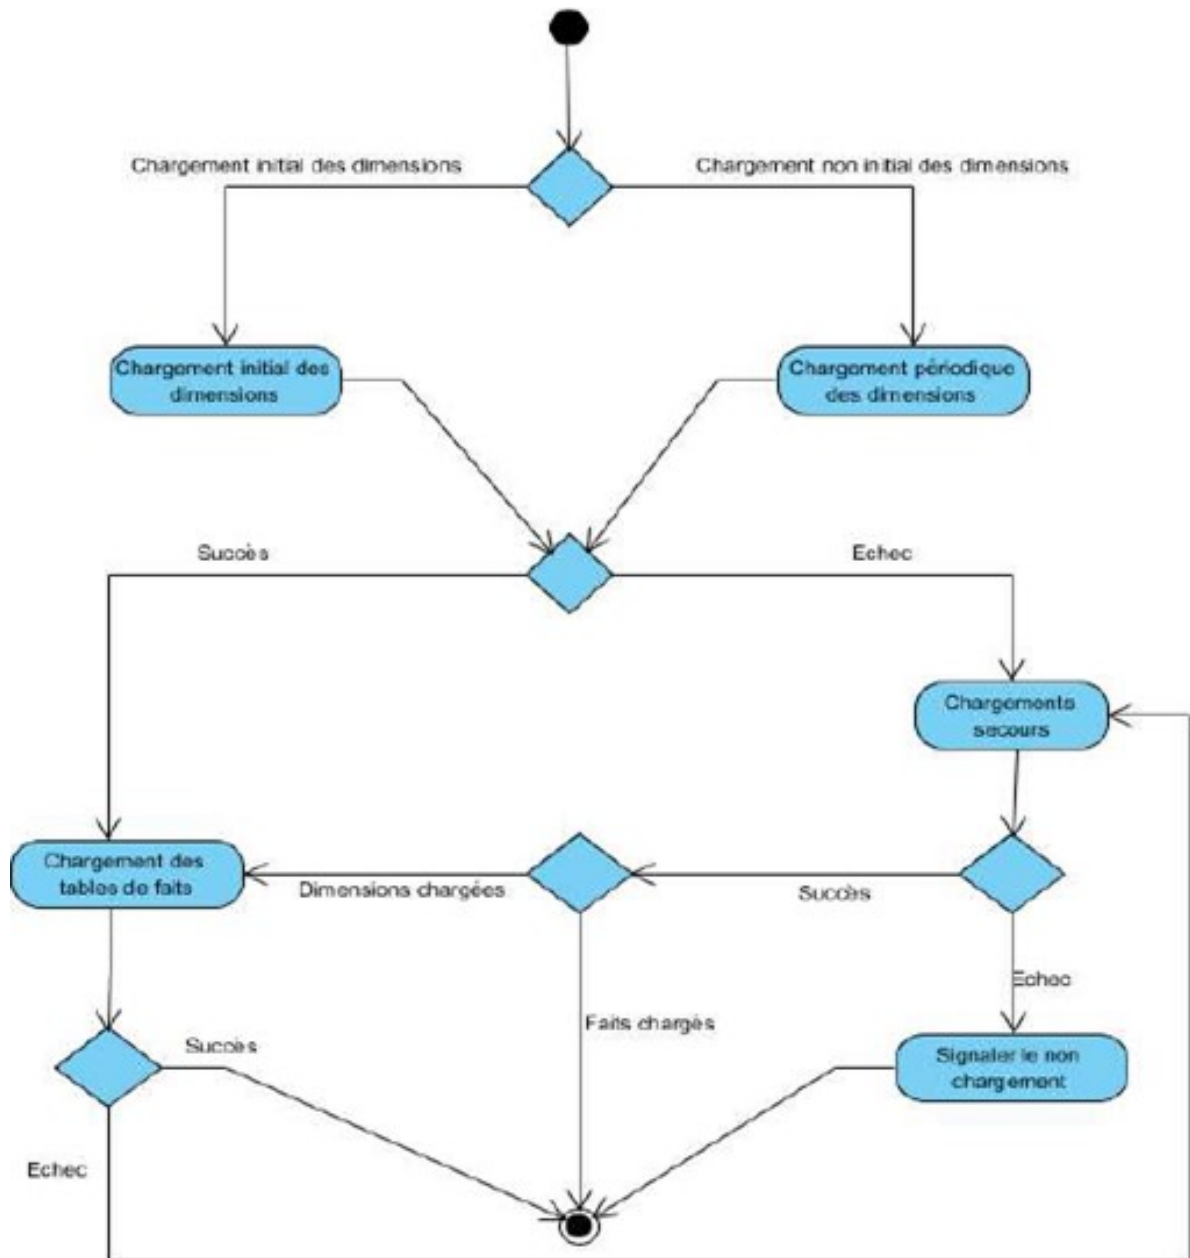 Chargement initial des dimensions
Chargement non initial des dimensions
Chargement initial des
dimensions
Chargement périodique
des dimensions
Succès
Echec
Chargements
secours
Chargement des
tables de faits
Dimensions chargées
Succès
Echec
Faits chargés
Succès
Signaler le non
chargement
Echec